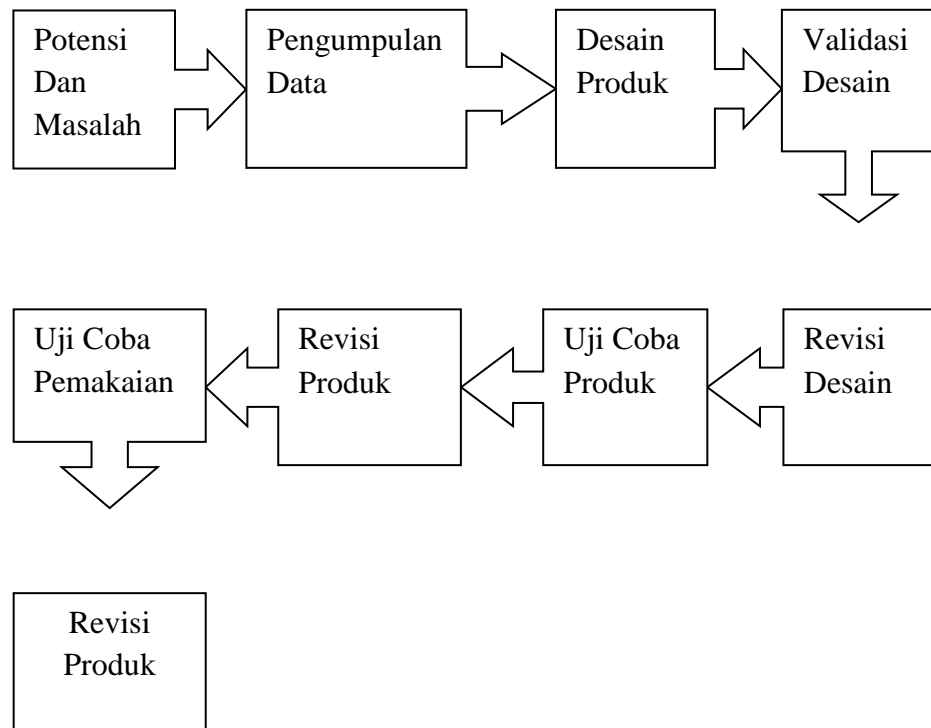 Potensi
Dan
Masalah
Pengumpulan
Data
Desain
Produk
Validasi
Desain
Uji Coba
Pemakaian
Revisi
Produk
Uji Coba
Produk
Revisi
Desain
Revisi
Produk